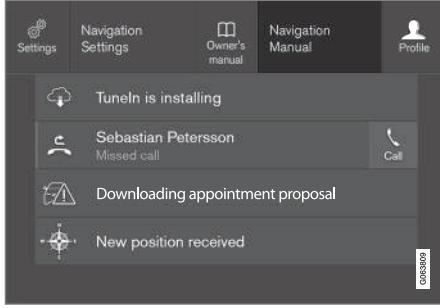 Settings
Navigation
Settings
Owner's
manual
Navigation
Manual
Profile
TuneIn is installing
Sebastian Petersson
Missed call
Call
Downloading appointment proposal
New position received
G063809